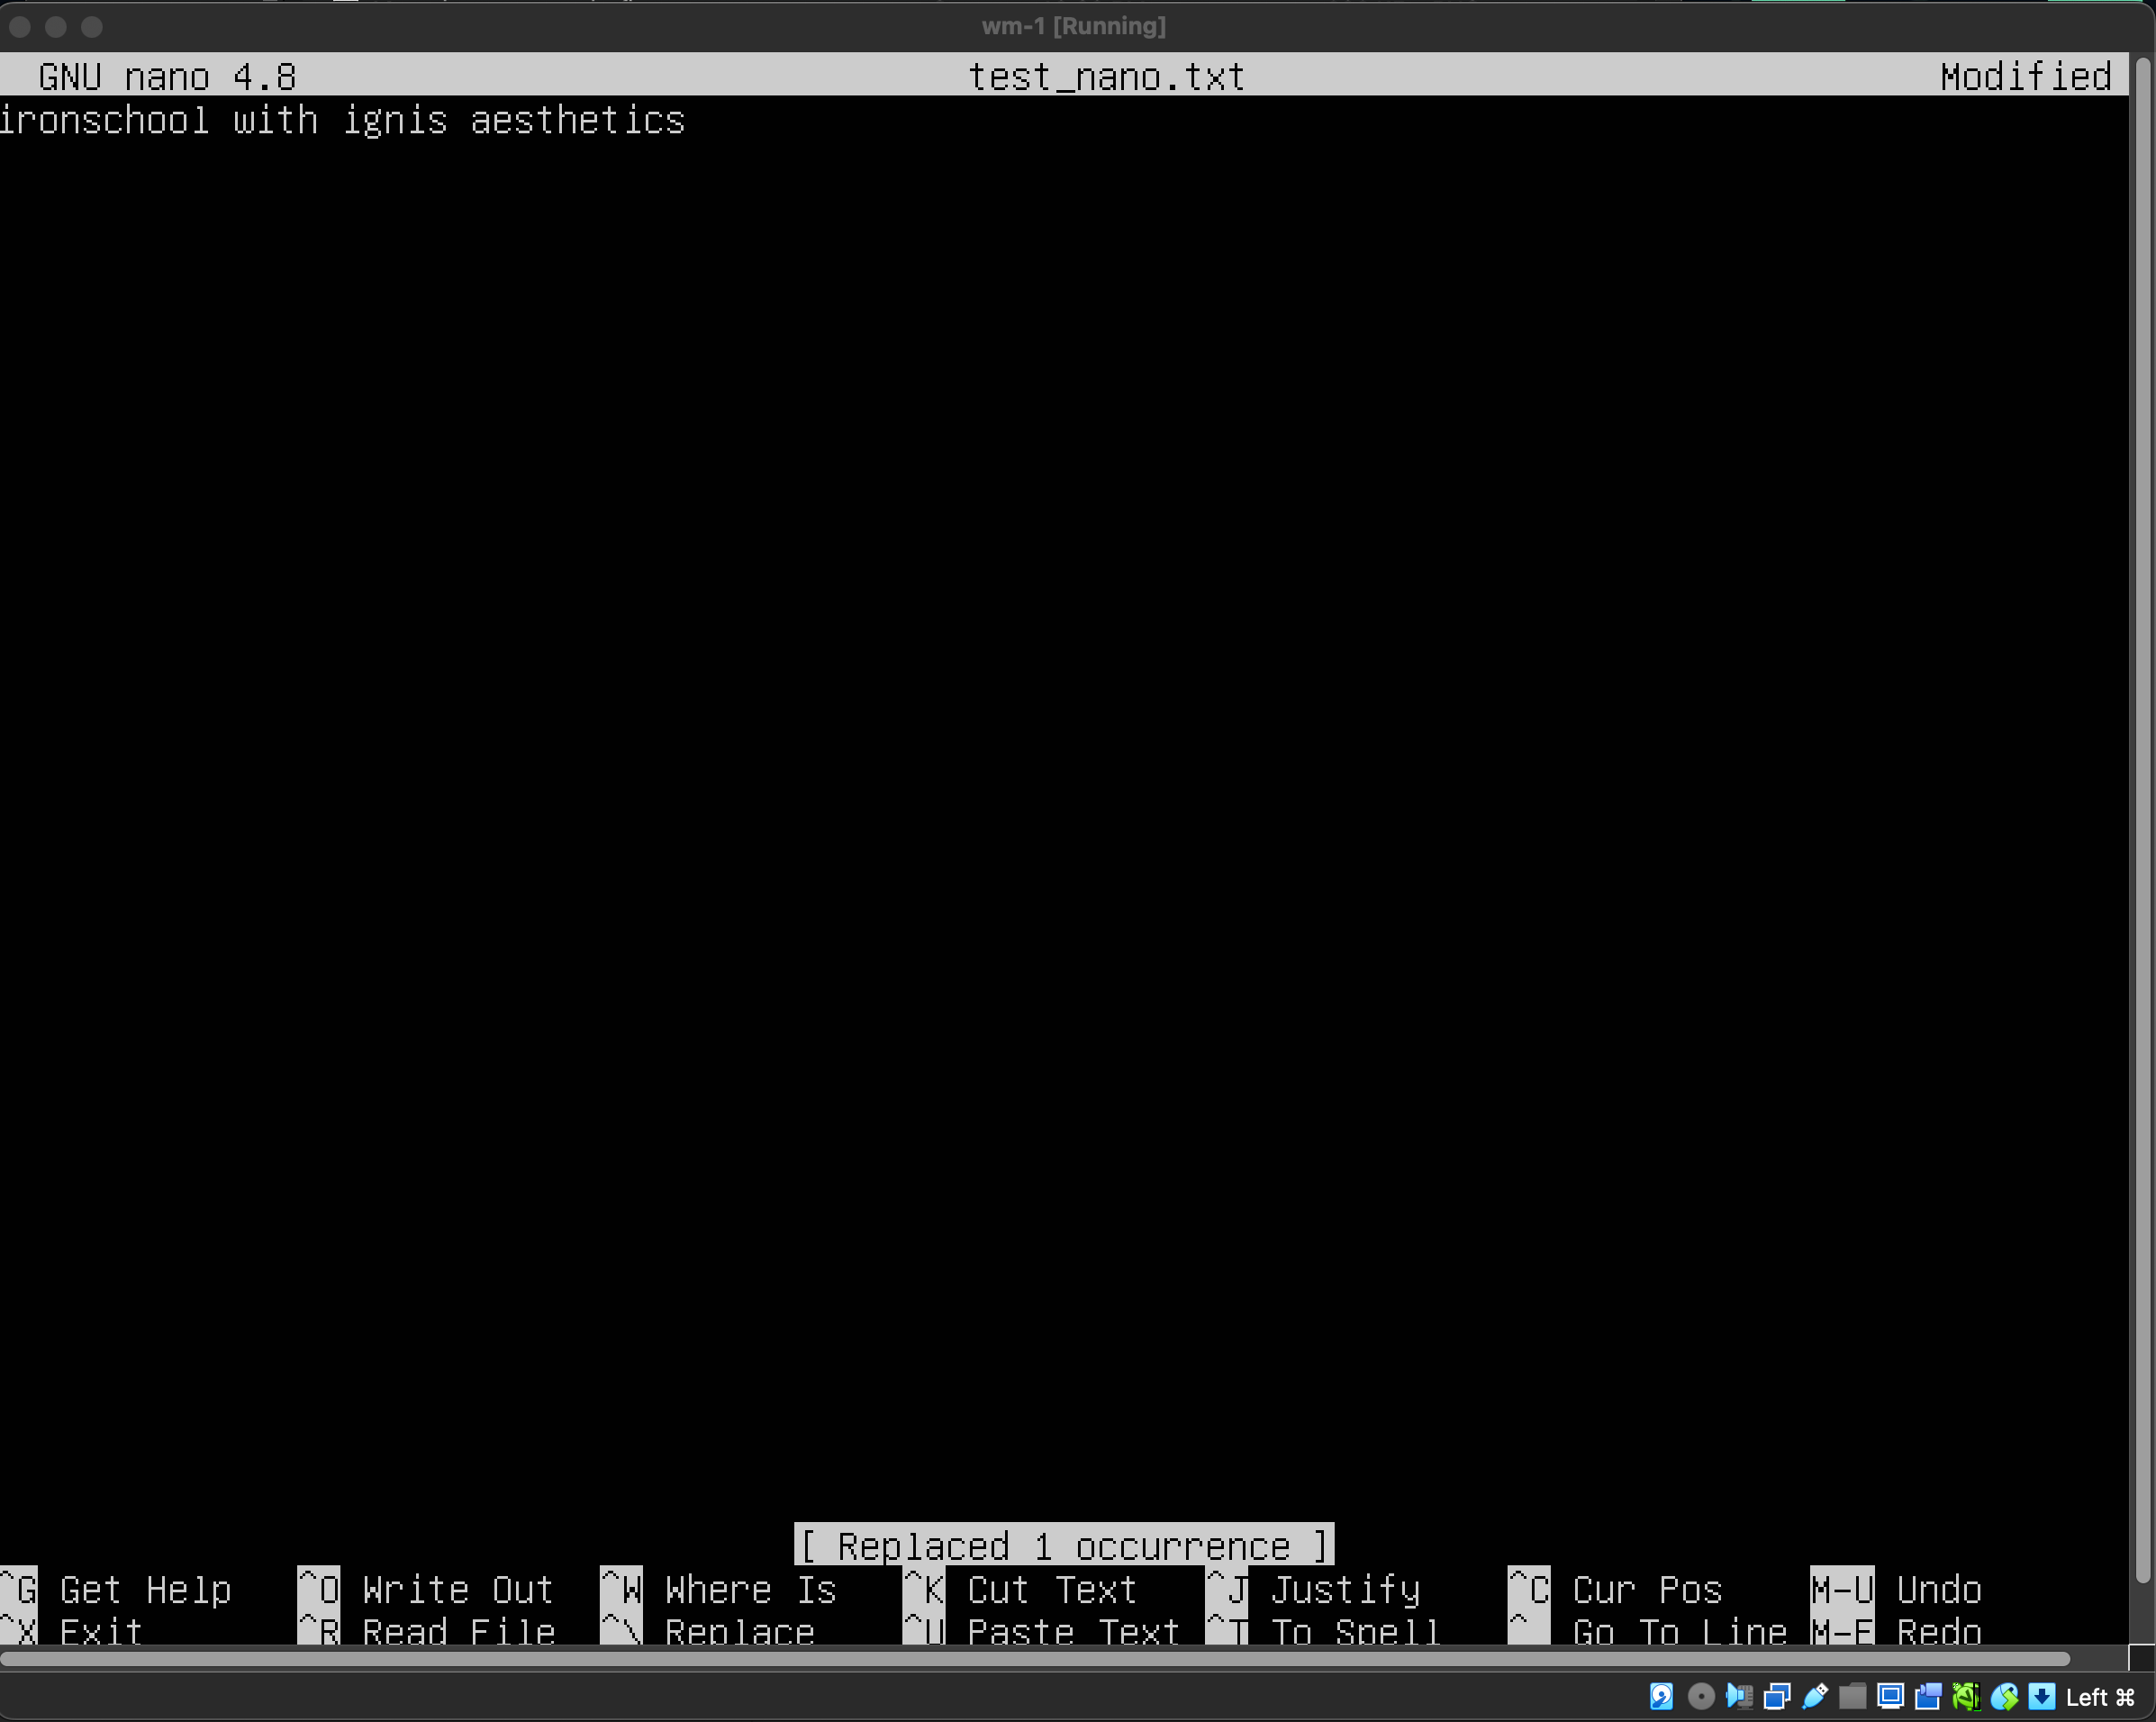 wm-1 [Running]
GNU nano 4.8 test_nano.txt Modified
ironschool with ignis aesthetics
[ Replaced 1 occurrence ]
^G Get Help ^O Write Out ^W Where Is ^K Cut Text ^J Justify ^C Cur Pos M-U Undo
^X Exit ^R Read File ^\ Replace ^U Paste Text ^T To Spell ^ Go To Line M-E Redo
Left ⌘